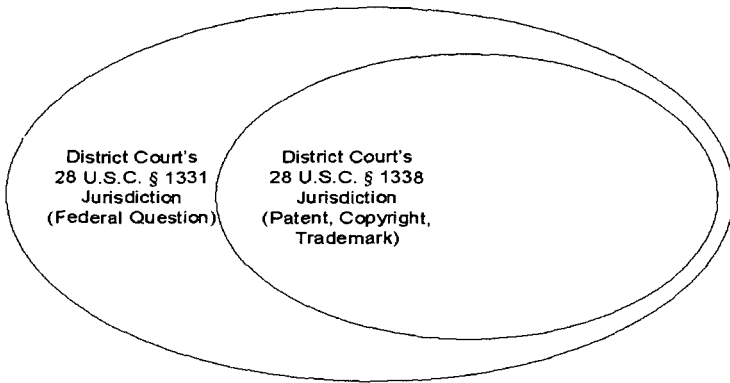 District Court's
28 U.S.C. § 1331
Jurisdiction
(Federal Question)
District Court's
28 U.S.C. § 1338
Jurisdiction
(Patent, Copyright,
Trademark)